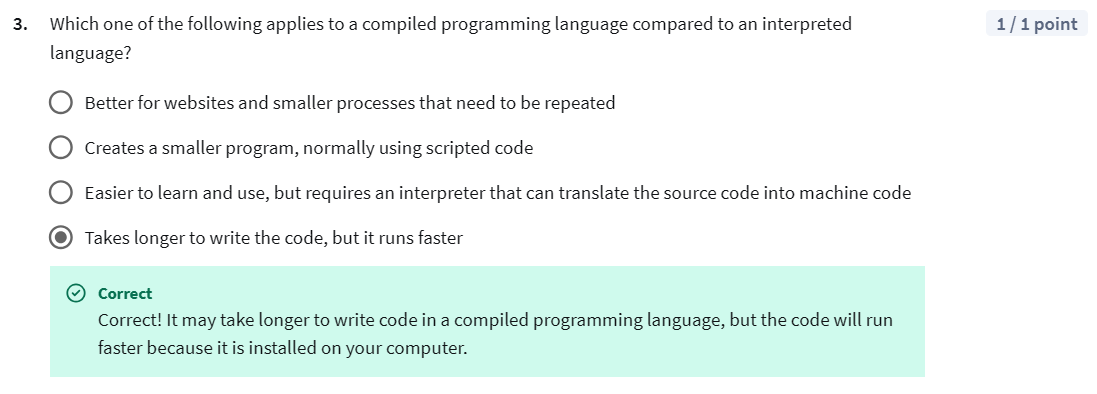 3. Which one of the following applies to a compiled programming language compared to an interpreted
language?
1 / 1 point
Better for websites and smaller processes that need to be repeated
Creates a smaller program, normally using scripted code
Easier to learn and use, but requires an interpreter that can translate the source code into machine code
Takes longer to write the code, but it runs faster
Correct
Correct! It may take longer to write code in a compiled programming language, but the code will run
faster because it is installed on your computer.